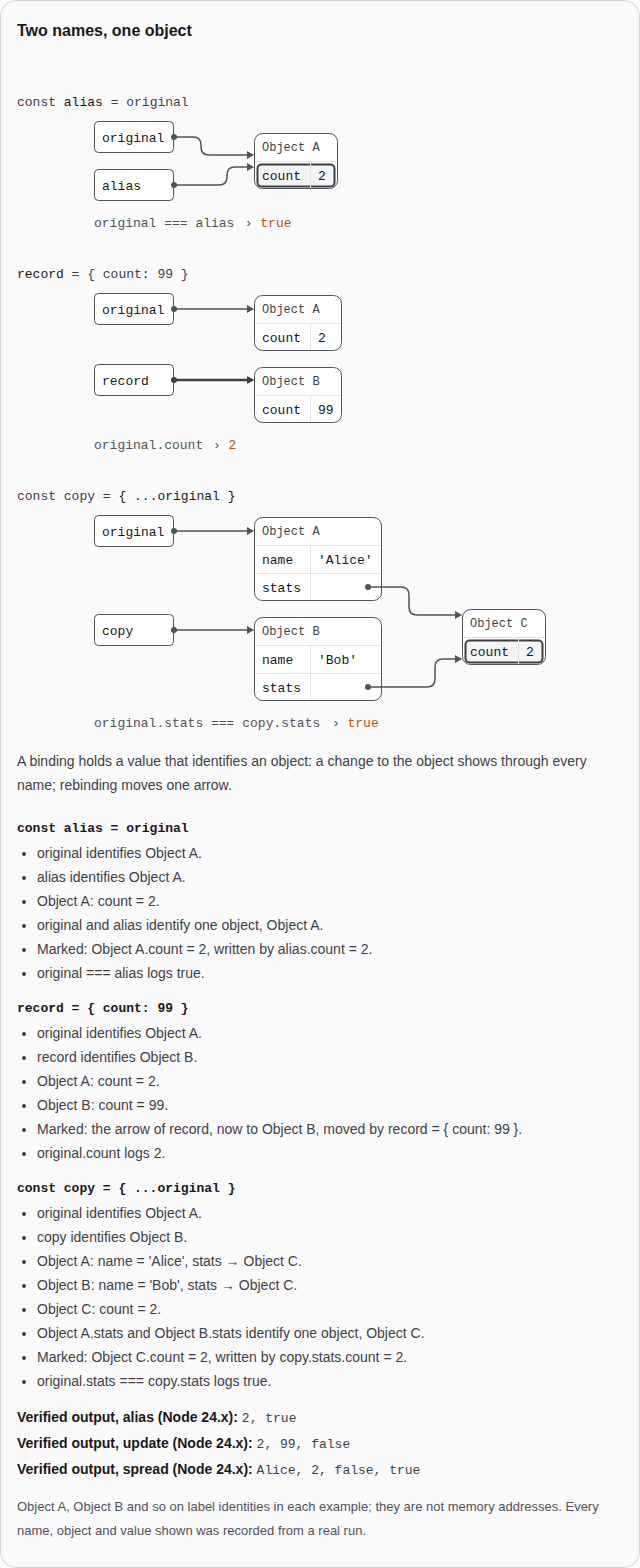 Two names, one object
const alias = original
original
Object A
count 2
alias
original === alias › true
record = { count: 99 }
original
Object A
count 2
record
Object B
count 99
original.count › 2
const copy = { ...original }
original
Object A
name 'Alice'
stats
Object C
count 2
copy
Object B
name 'Bob'
stats
original.stats === copy.stats › true
A binding holds a value that identifies an object: a change to the object shows through every
name; rebinding moves one arrow.
const alias = original
• original identifies Object A.
• alias identifies Object A.
• Object A: count = 2.
• original and alias identify one object, Object A.
• Marked: Object A.count = 2, written by alias.count = 2.
• original === alias logs true.
record = { count: 99 }
• original identifies Object A.
• record identifies Object B.
• Object A: count = 2.
• Object B: count = 99.
• Marked: the arrow of record, now to Object B, moved by record = { count: 99 }.
• original.count logs 2.
const copy = { ...original }
• original identifies Object A.
• copy identifies Object B.
• Object A: name = 'Alice', stats → Object C.
• Object B: name = 'Bob', stats → Object C.
• Object C: count = 2.
• Object A.stats and Object B.stats identify one object, Object C.
• Marked: Object C.count = 2, written by copy.stats.count = 2.
• original.stats === copy.stats logs true.
Verified output, alias (Node 24.x): 2, true
Verified output, update (Node 24.x): 2, 99, false
Verified output, spread (Node 24.x): Alice, 2, false, true
Object A, Object B and so on label identities in each example; they are not memory addresses. Every
name, object and value shown was recorded from a real run.